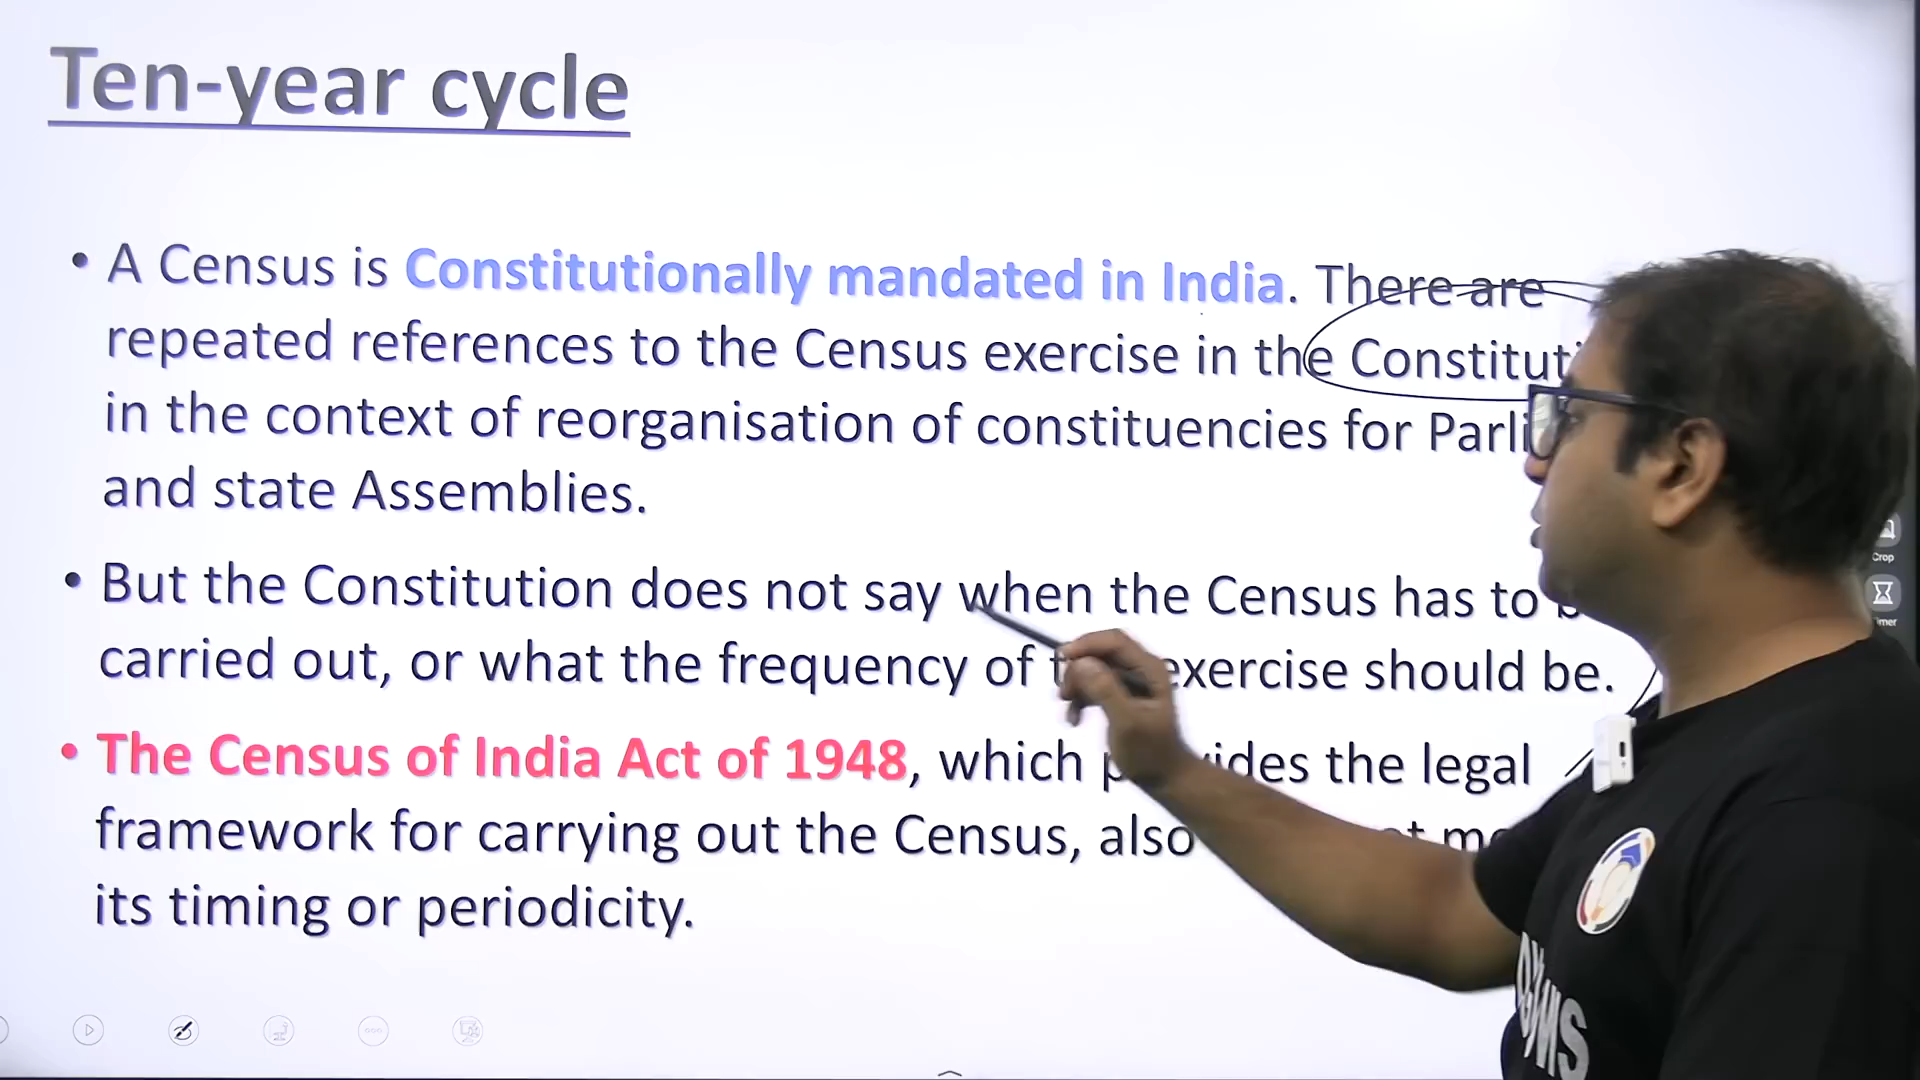 Ten-year cycle
• A Census is Constitutionally mandated in India. There are
repeated references to the Census exercise in the
in the context of reorganisation of constituencies for
and state Assemblies.
• But the Constitution does not say when the Census has to
carried out, or what the frequency of exercise should be.
• The Census of India Act of 1948, which the legal
framework for carrying out the Census, also
its timing or periodicity.
Crop